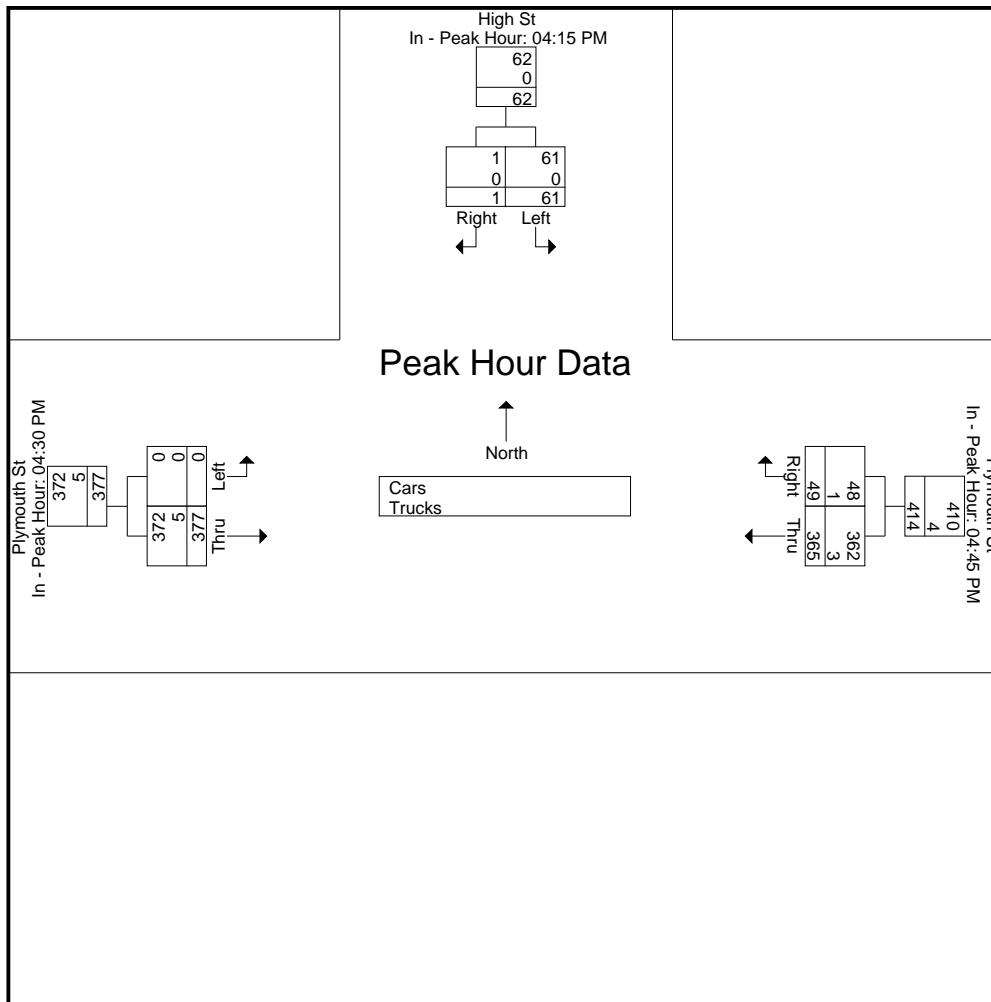 High St
In - Peak Hour: 04:15 PM
62
0
62
1 61
0 0
1 61
Right Left
Peak Hour Data
North
Cars
Trucks
Plymouth St
In - Peak Hour: 04:30 PM
372
5
377
0 0 0
372 5 377
Left
Thru
Right
Thru
49 1 48
365 3 362
414
4
410
In - Peak Hour: 04:45 PM
Plymouth St